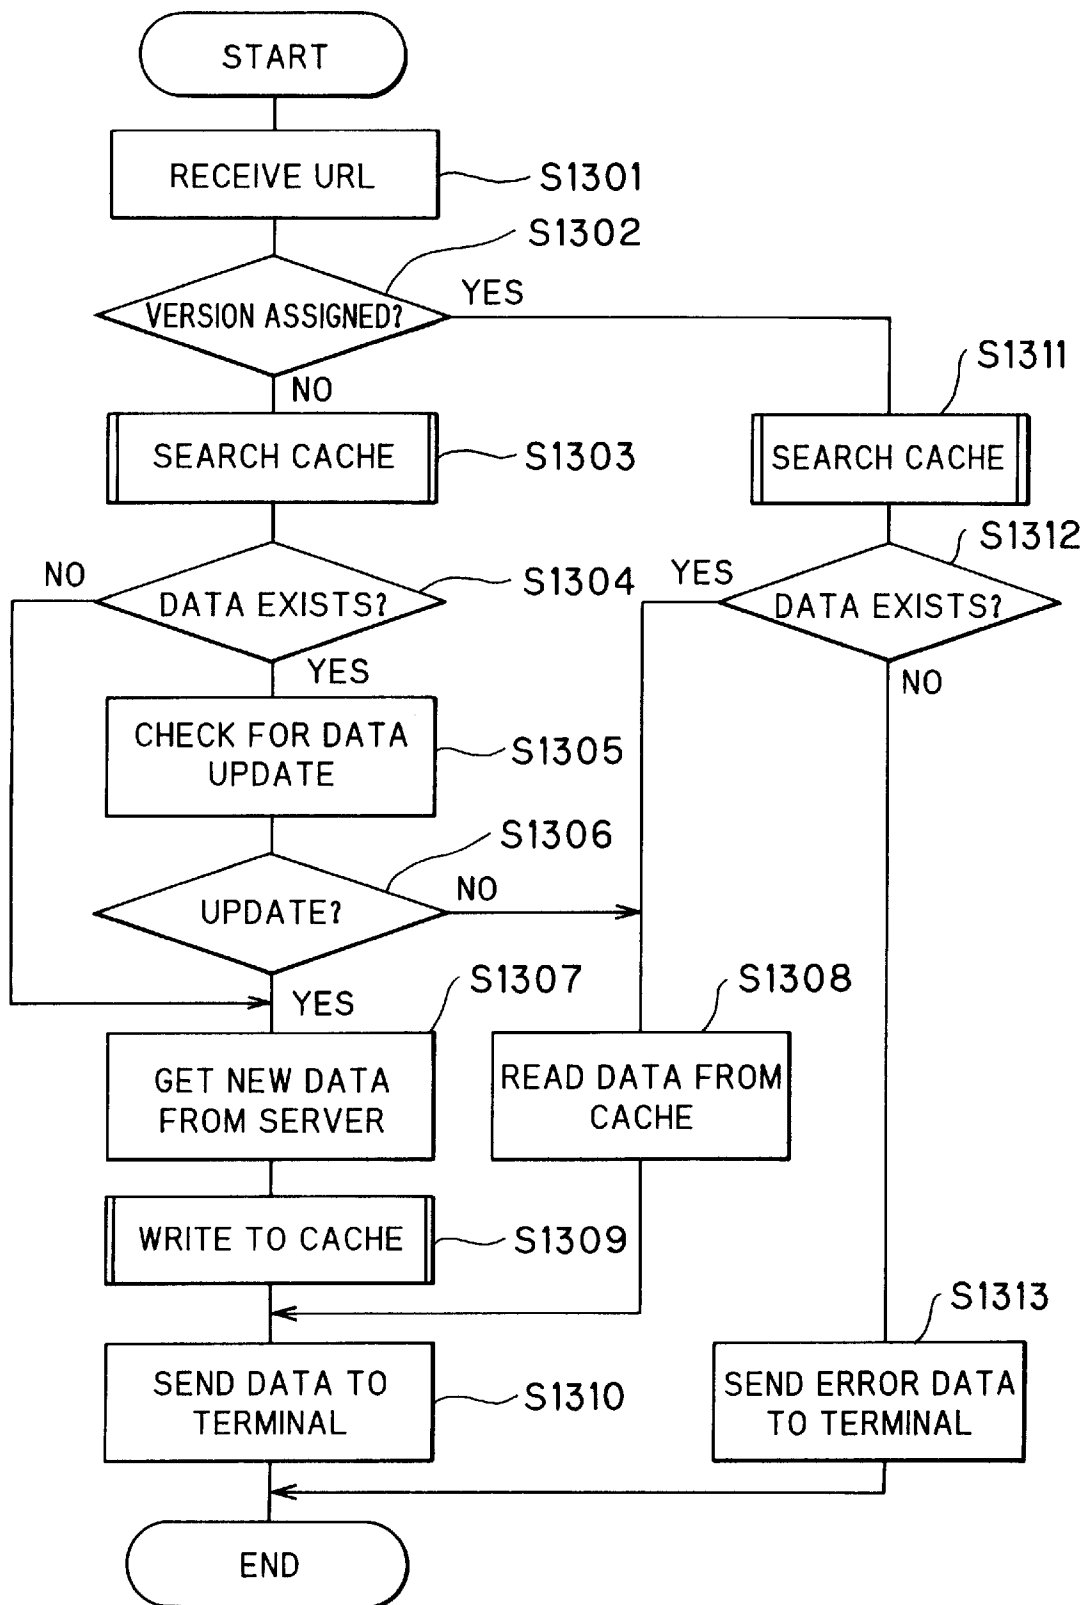 START
RECEIVE URL
S1301
S1302
VERSION ASSIGNED?
YES
NO
S1311
SEARCH CACHE
S1303
SEARCH CACHE
S1312
NO
DATA EXISTS?
S1304
YES
DATA EXISTS?
YES
NO
CHECK FOR DATA
UPDATE
S1305
S1306
UPDATE?
NO
YES
S1307
S1308
GET NEW DATA
FROM SERVER
READ DATA FROM
CACHE
WRITE TO CACHE
S1309
S1313
SEND DATA TO
TERMINAL
S1310
SEND ERROR DATA
TO TERMINAL
END